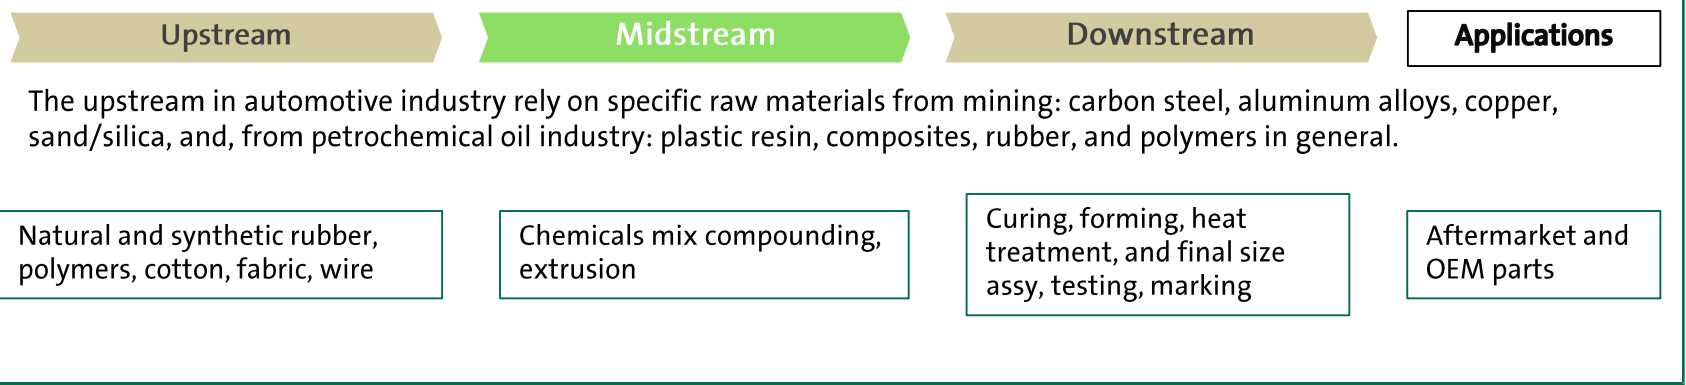 Upstream
Midstream
Downstream
Applications
The upstream in automotive industry rely on specific raw materials from mining: carbon steel, aluminum alloys, copper,
sand/silica, and, from petrochemical oil industry: plastic resin, composites, rubber, and polymers in general.
Natural and synthetic rubber,
polymers, cotton, fabric, wire
Chemicals mix compounding,
extrusion
Curing, forming, heat
treatment, and final size
assy, testing, marking
Aftermarket and
OEM parts